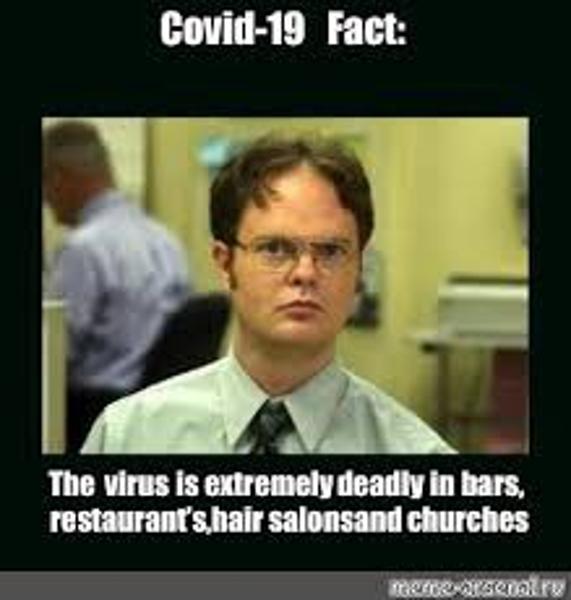 Covid-19 Fact:
The virus is extremely deadly in bars,
restaurant's,hair salonsand churches
meme-arsenal.ru